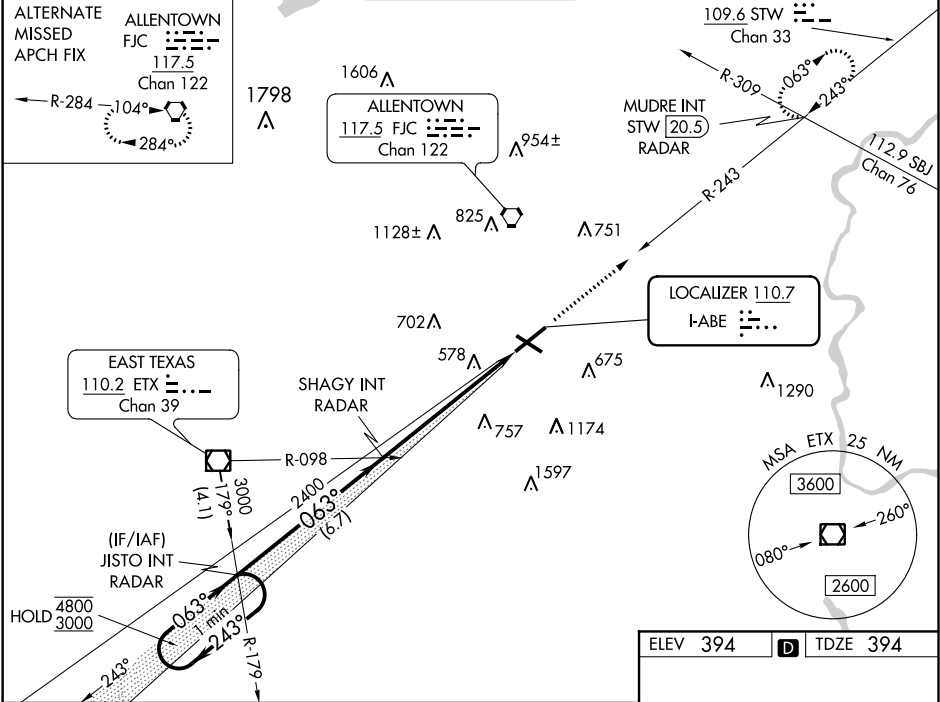 ALTERNATE
MISSED
APCH FIX
ALLENTOWN
FJC
117.5
Chan 122
R-284
104°
284°
1798
1606
ALLENTOWN
117.5 FJC
Chan 122
954±
825
1128±
751
109.6 STW
Chan 33
R-309
063°
243°
MUDRE INT
STW 20.5
RADAR
112.9 SBJ
Chan 76
R-243
LOCALIZER 110.7
I-ABE
702
578
675
1290
757
1174
1597
EAST TEXAS
110.2 ETX
Chan 39
SHAGY INT
RADAR
R-098
3000
179°
(4.1)
2400
063°
(6.7)
(IF/IAF)
JISTO INT
RADAR
HOLD 4800
3000
063°
1 min
243°
243°
R-179
MSA ETX 25 NM
3600
260°
080°
2600
ELEV 394 D TDZE 394